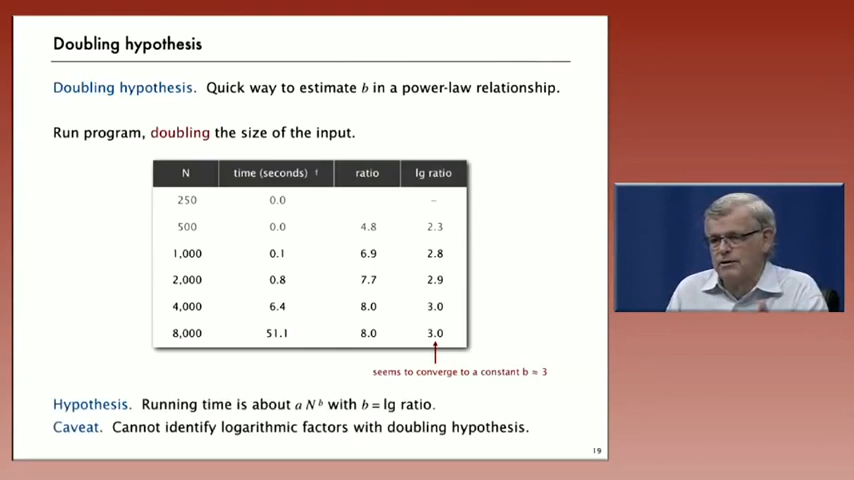 Doubling hypothesis
Doubling hypothesis. Quick way to estimate b in a power-law relationship.
Run program, doubling the size of the input.
N time (seconds) † ratio lg ratio
250 0.0 –
500 0.0 4.8 2.3
1,000 0.1 6.9 2.8
2,000 0.8 7.7 2.9
4,000 6.4 8.0 3.0
8,000 51.1 8.0 3.0
seems to converge to a constant b ≈ 3
Hypothesis. Running time is about a N^b with b = lg ratio.
Caveat. Cannot identify logarithmic factors with doubling hypothesis.
19